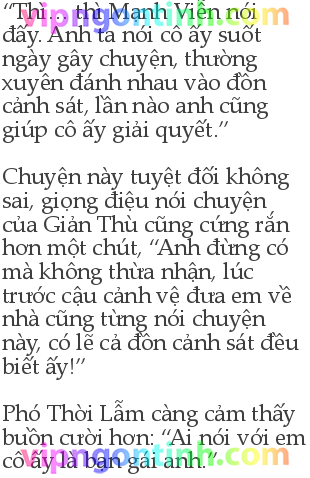 “Thì... thì Mạnh Viễn nói
đấy. Anh ta nói cô ấy suốt
ngày gây chuyện, thường
xuyên đánh nhau vào đồn
cảnh sát, lần nào anh cũng
giúp cô ấy giải quyết.”
Chuyện này tuyệt đối không
sai, giọng điệu nói chuyện
của Giản Thù cũng cứng rắn
hơn một chút, “Anh đừng có
mà không thừa nhận, lúc
trước cậu cảnh vệ đưa em về
nhà cũng từng nói chuyện
này, có lẽ cả đồn cảnh sát đều
biết ấy!”
Phó Thời Lẫm càng cảm thấy
buồn cười hơn: “Ai nói với em
cô ấy là bạn gái anh.”
vipngontinh.com
vipngontinh.com